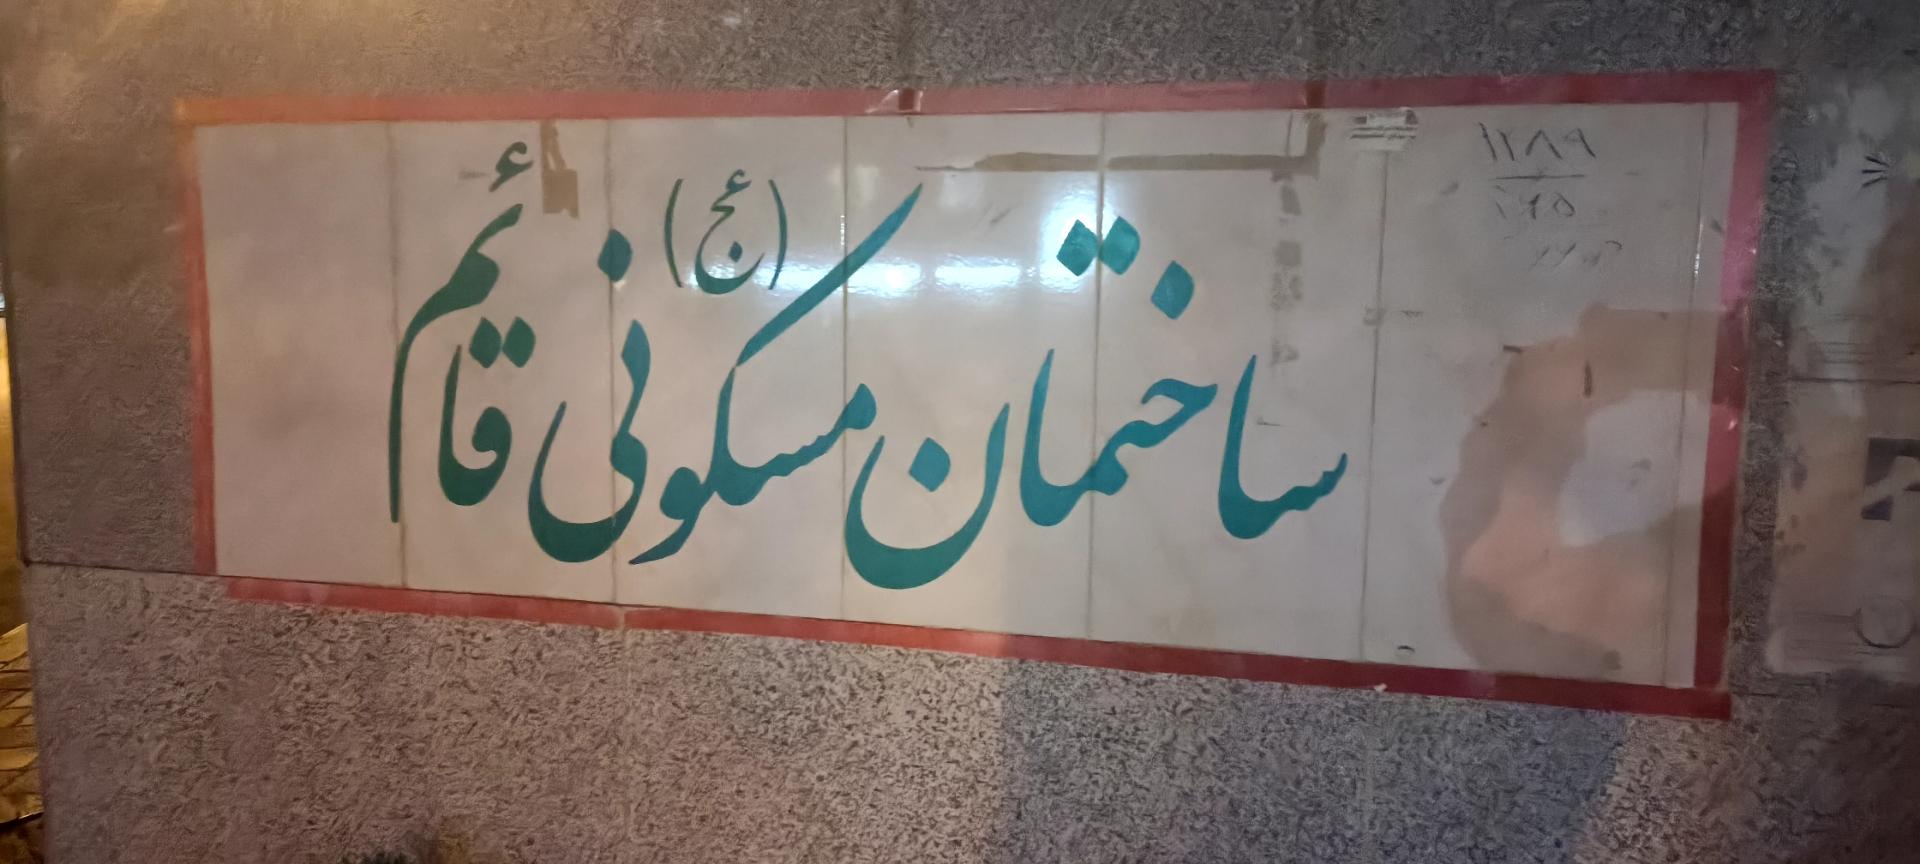 ساختمان مسکونی قائم (عج)